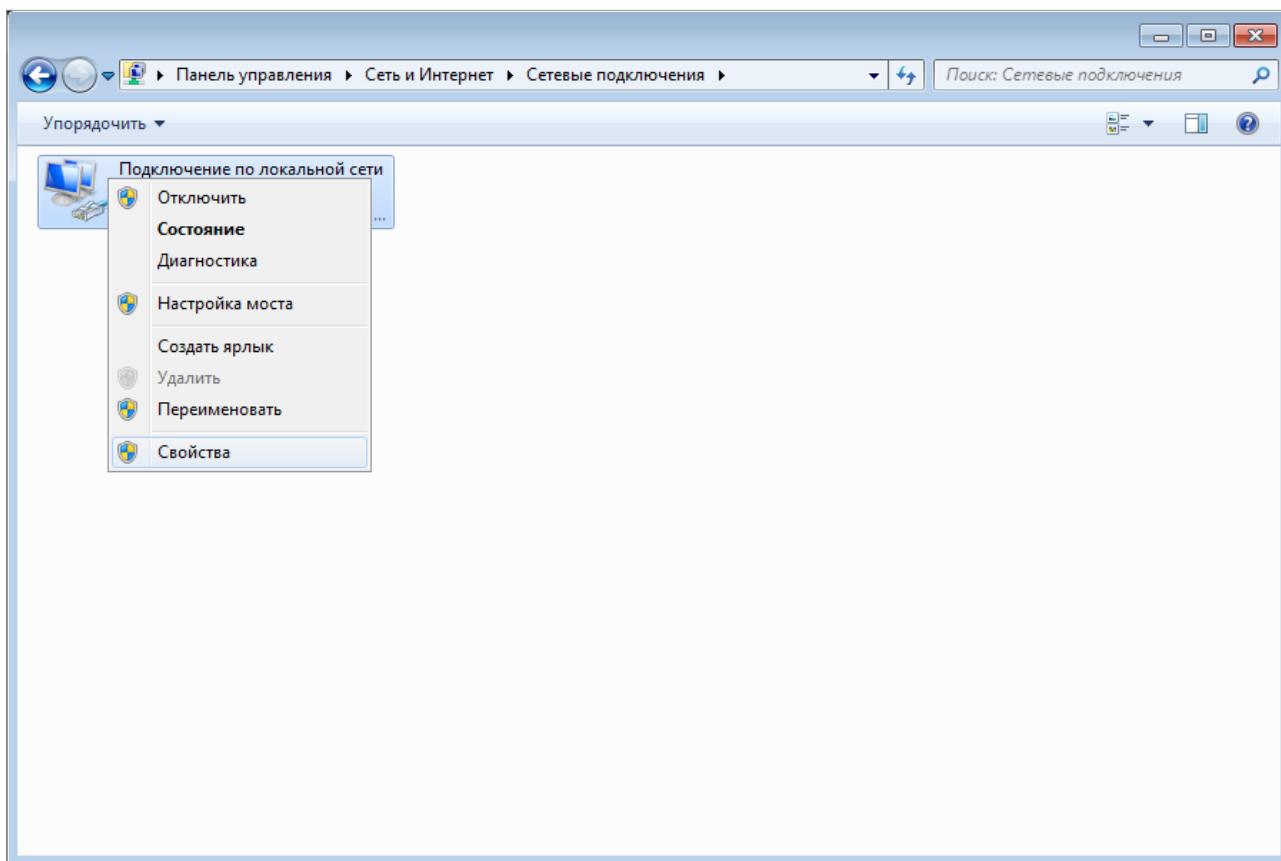 Панель управления Сеть и Интернет Сетевые подключения Поиск: Сетевые подключения
Упорядочить
Подключение по локальной сети
...
Отключить
Состояние
Диагностика
Настройка моста
Создать ярлык
Удалить
Переименовать
Свойства